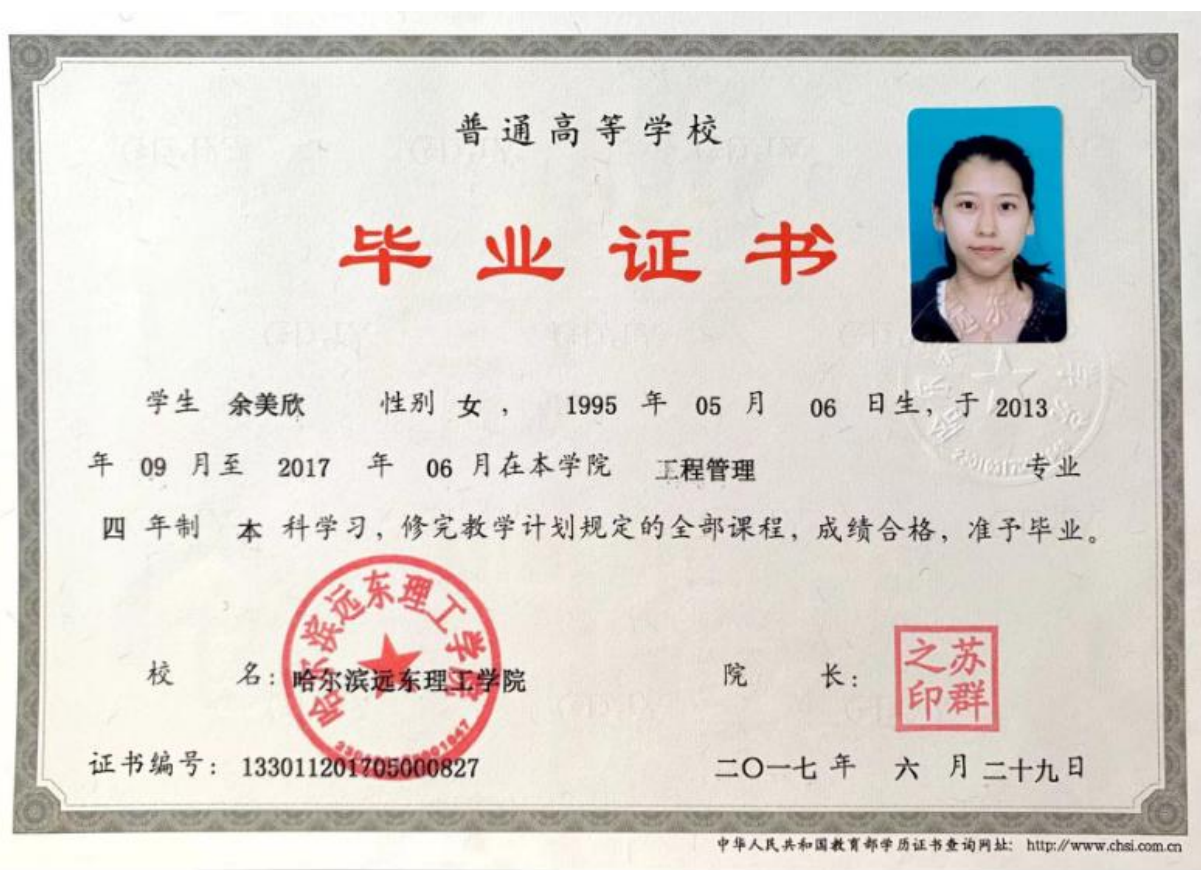 普通高等学校
毕业证书
学生 余美欣 性别 女 , 1995 年 05 月 06 日生, 于 2013
年 09 月至 2017 年 06 月在本学院 工程管理 专业
四 年制 本 科学习, 修完教学计划规定的全部课程, 成绩合格, 准予毕业。
哈尔滨远东理工学院
校 名: 哈尔滨远东理工学院 院 长:
苏群之印
证书编号: 133011201705000827 二〇一七 年 六 月 二十九日
中华人民共和国教育部学历证书查询网址: http://www.chsi.com.cn